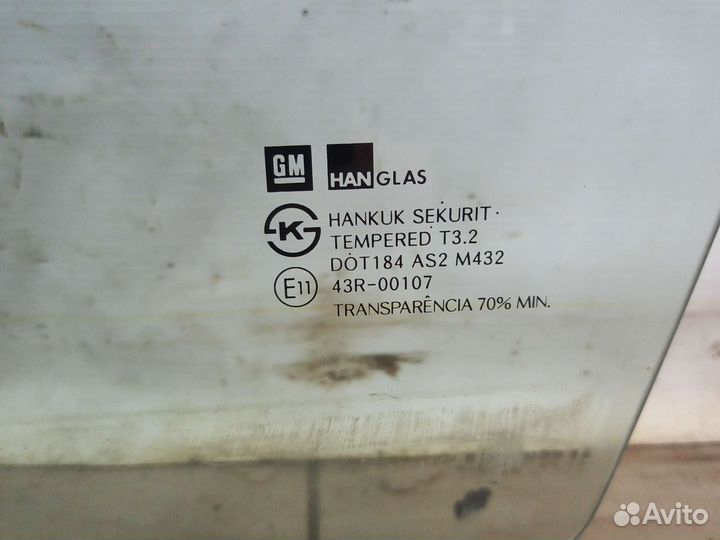 GM HANGLAS
HANKUK SEKURIT
TEMPERED T3.2
DOT184 AS2 M432
E11 43R-00107
TRANSPARÊNCIA 70% MIN.
Avito